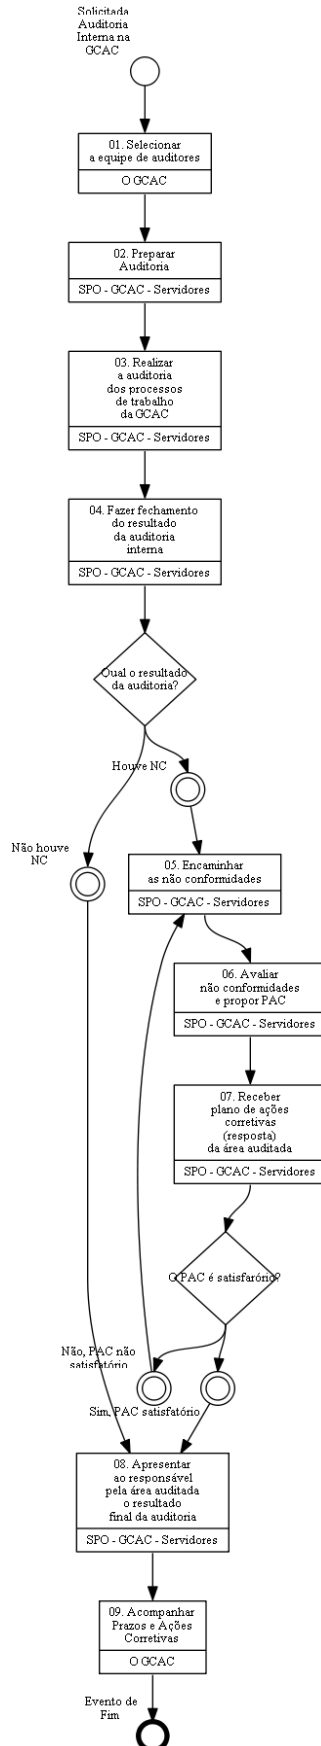 Solicitada
Auditoria
Interna na
GCAC
01. Selecionar
a equipe de auditores
O GCAC
02. Preparar
Auditoria
SPO - GCAC - Servidores
03. Realizar
a auditoria
dos processos
de trabalho
da GCAC
SPO - GCAC - Servidores
04. Fazer fechamento
do resultado
da auditoria
interna
SPO - GCAC - Servidores
Qual o resultado
da auditoria?
Houve NC
Não houve
NC
05. Encaminhar
as não conformidades
SPO - GCAC - Servidores
06. Avaliar
não conformidades
e propor PAC
SPO - GCAC - Servidores
07. Receber
plano de ações
corretivas
(resposta)
da área auditada
SPO - GCAC - Servidores
O PAC é satisfarório?
Não, PAC não
satisfatório
Sim, PAC satisfatório
08. Apresentar
ao responsável
pela área auditada
o resultado
final da auditoria
SPO - GCAC - Servidores
09. Acompanhar
Prazos e Ações
Corretivas
O GCAC
Evento de
Fim